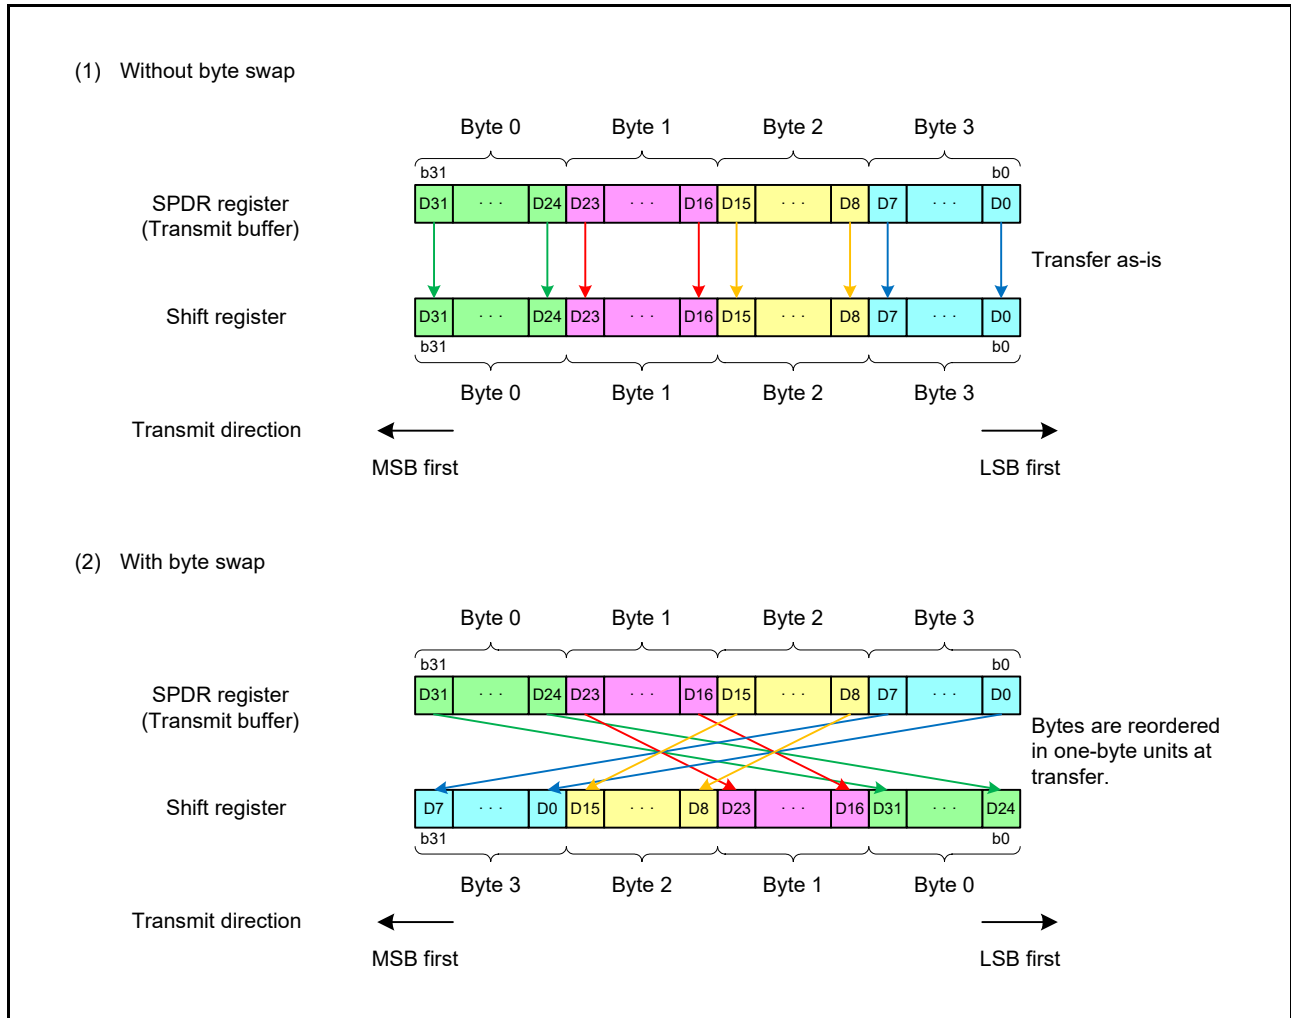 (1) Without byte swap
Byte 0 Byte 1 Byte 2 Byte 3
b31 b0
SPDR register
(Transmit buffer)
D31 · · · D24 D23 · · · D16 D15 · · · D8 D7 · · · D0
Transfer as-is
Shift register
D31 · · · D24 D23 · · · D16 D15 · · · D8 D7 · · · D0
b31 b0
Byte 0 Byte 1 Byte 2 Byte 3
Transmit direction
MSB first LSB first
(2) With byte swap
Byte 0 Byte 1 Byte 2 Byte 3
b31 b0
SPDR register
(Transmit buffer)
D31 · · · D24 D23 · · · D16 D15 · · · D8 D7 · · · D0
Bytes are reordered
in one-byte units at
transfer.
Shift register
D7 · · · D0 D15 · · · D8 D23 · · · D16 D31 · · · D24
b31 b0
Byte 3 Byte 2 Byte 1 Byte 0
Transmit direction
MSB first LSB first